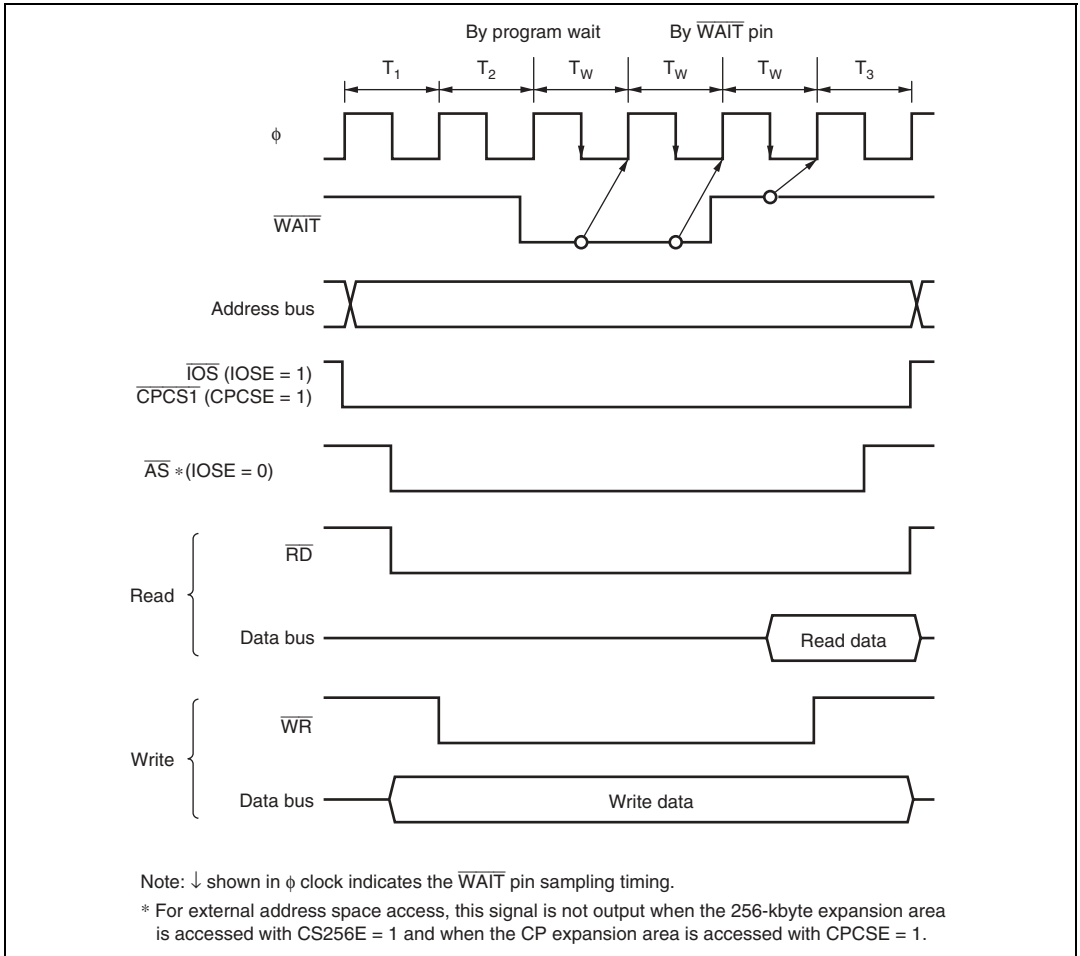 By program wait By WAIT pin
T1 T2 TW TW TW T3
ϕ
WAIT
Address bus
IOS (IOSE = 1)
CPCS1 (CPCSE = 1)
AS *(IOSE = 0)
RD
Read
Data bus Read data
WR
Write
Data bus Write data
Note: ↓ shown in ϕ clock indicates the WAIT pin sampling timing.
* For external address space access, this signal is not output when the 256-kbyte expansion area
is accessed with CS256E = 1 and when the CP expansion area is accessed with CPCSE = 1.